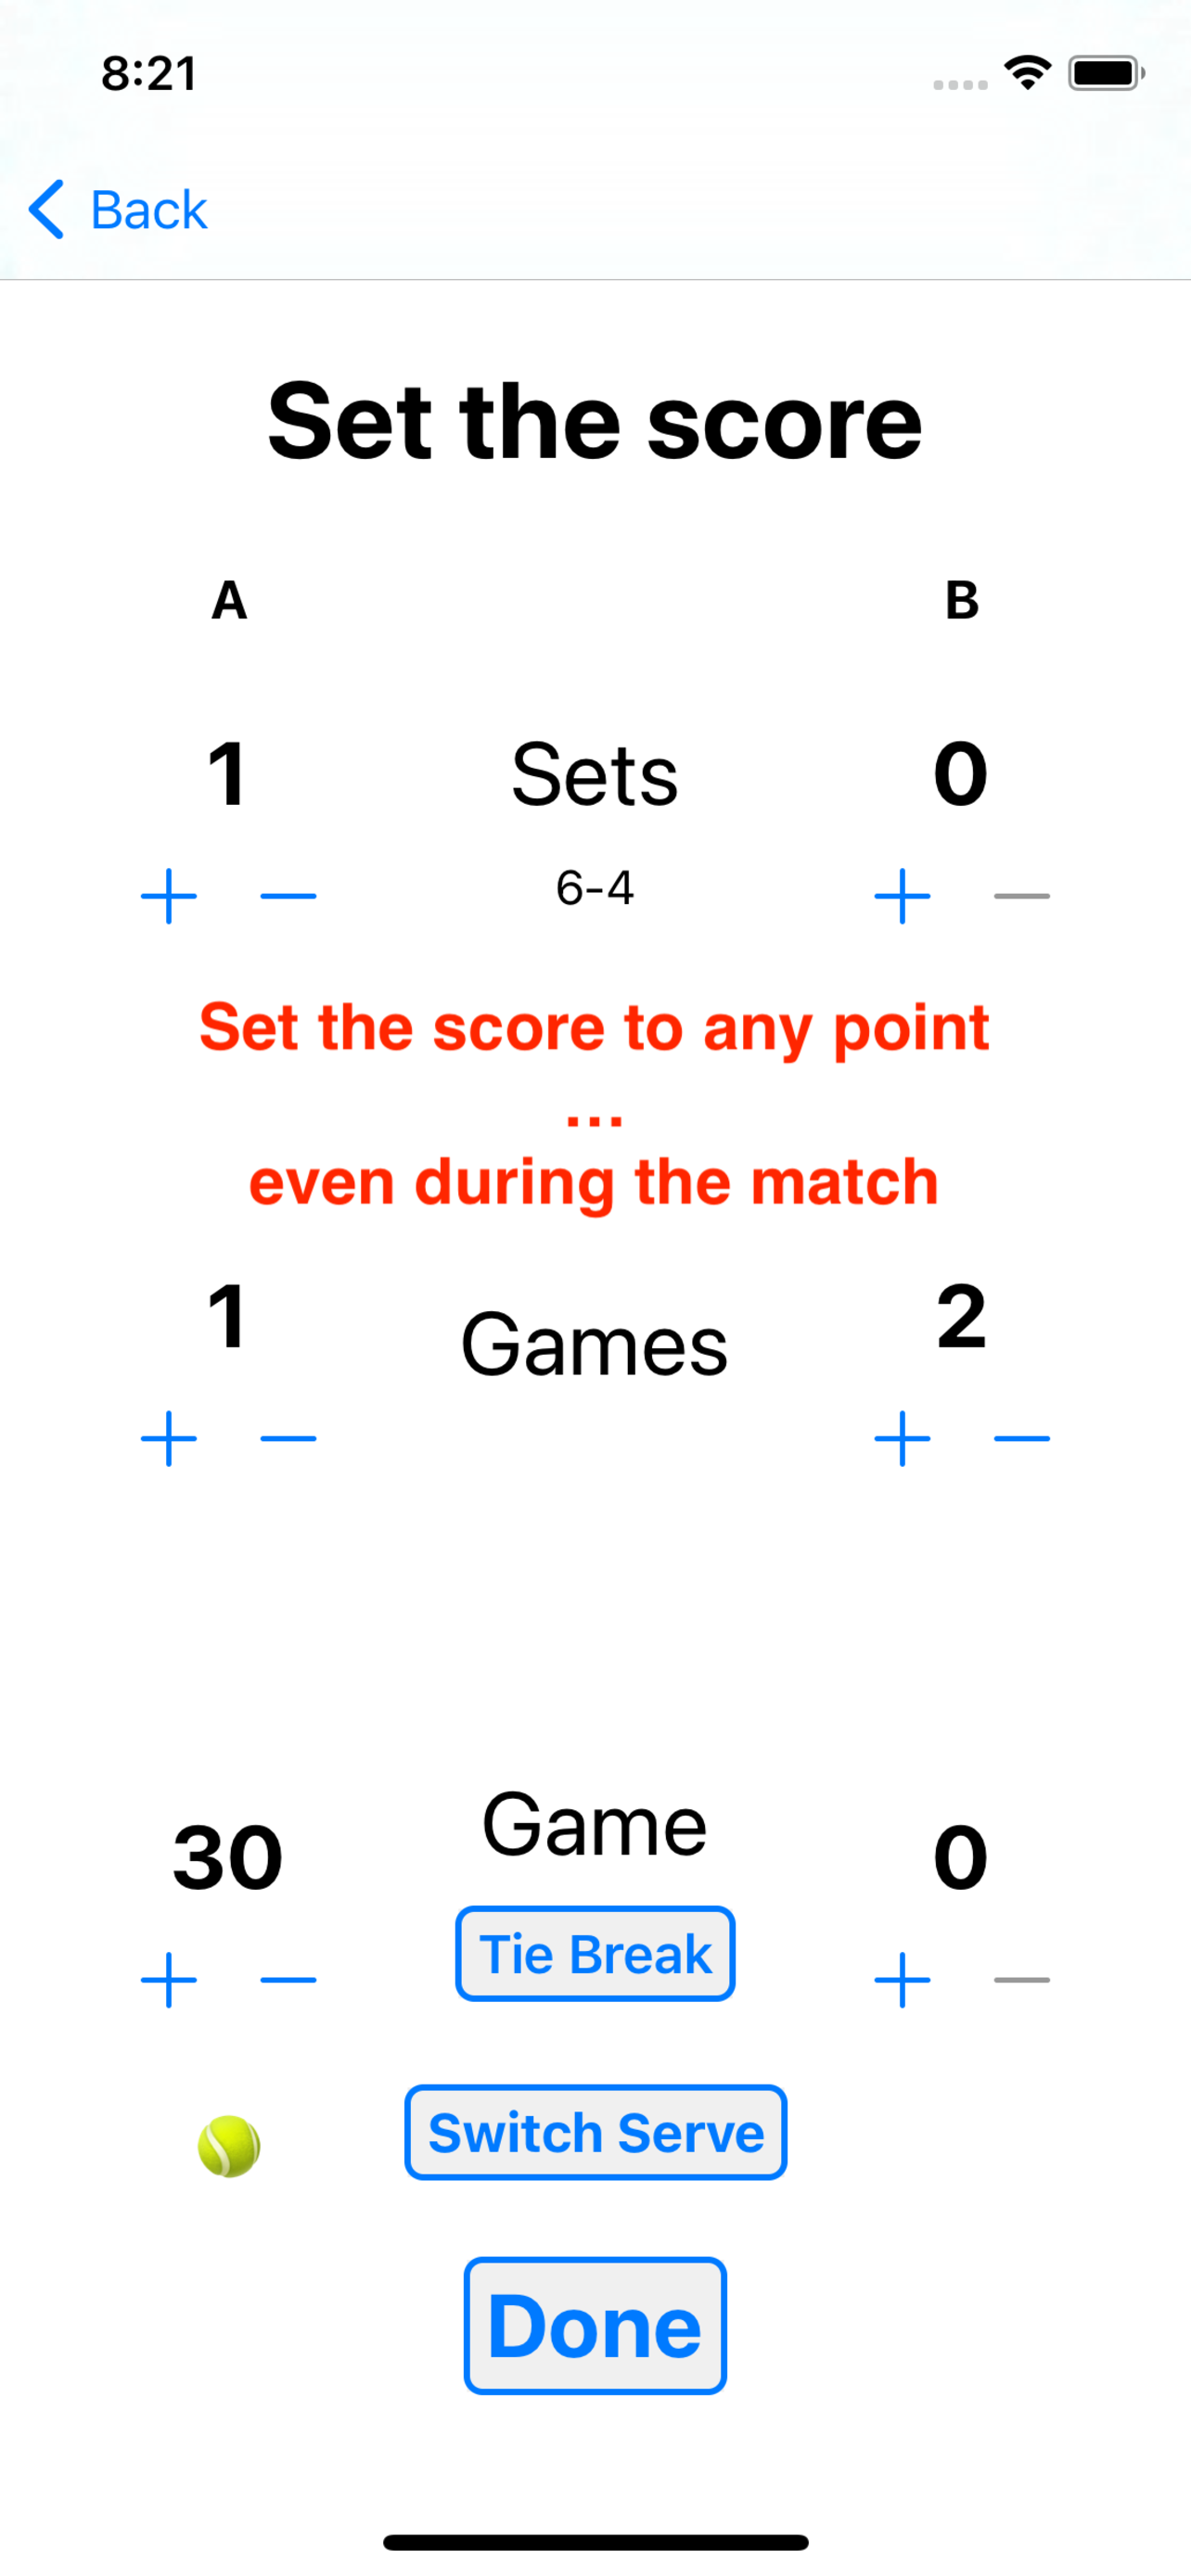 8:21
Back
Set the score
A B
1 Sets 0
6-4
Set the score to any point
...
even during the match
1 Games 2
Game
30 0
Tie Break
Switch Serve
Done